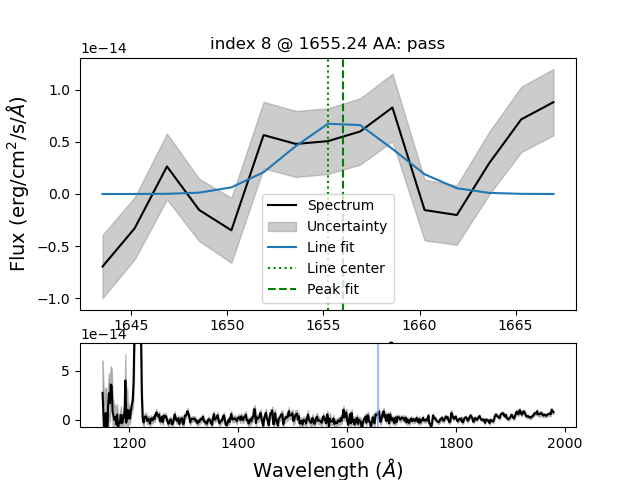 index 8 @ 1655.24 AA: pass
1e−14
Flux (erg/cm²/s/Å)
1.0
0.5
0.0
−0.5
−1.0
Spectrum
Uncertainty
Line fit
Line center
Peak fit
1645 1650 1655 1660 1665
1e−14
5
0
1200 1400 1600 1800 2000
Wavelength (Å)